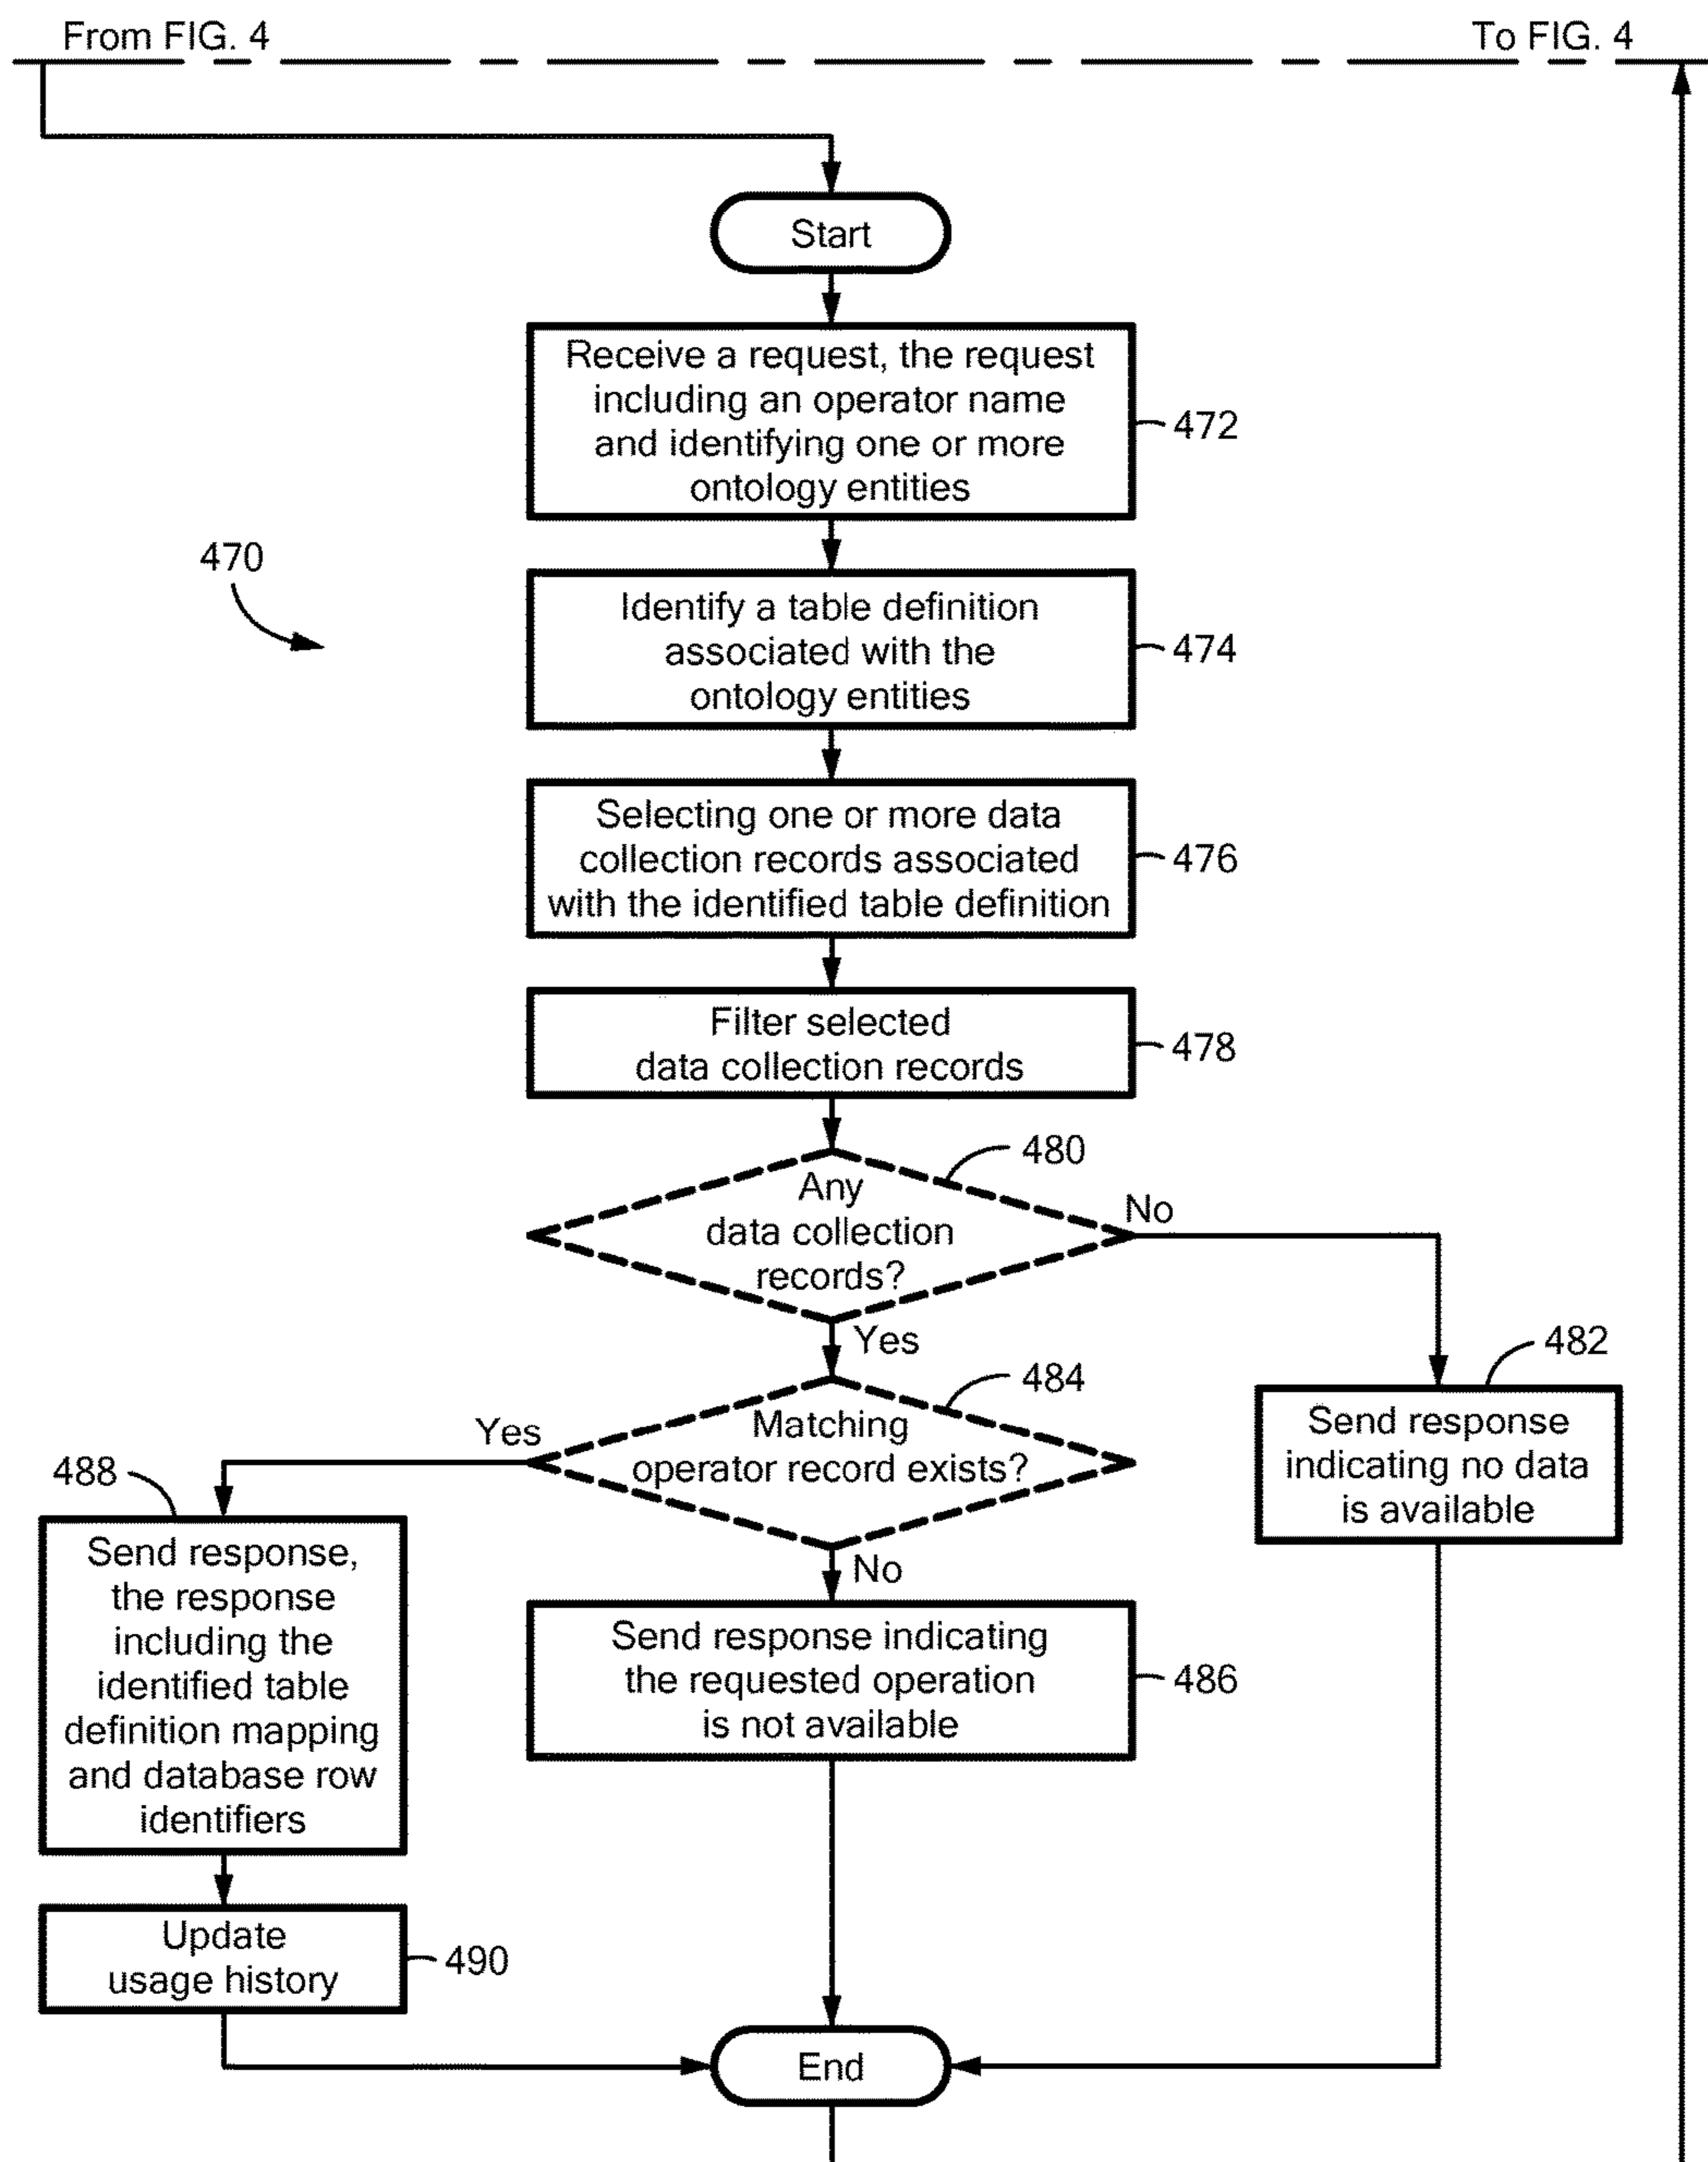 From FIG. 4
To FIG. 4
Start
Receive a request, the request
including an operator name
and identifying one or more
ontology entities
472
470
Identify a table definition
associated with the
ontology entities
474
Selecting one or more data
collection records associated
with the identified table definition
476
Filter selected
data collection records
478
480
Any
data collection
records?
No
Yes
482
Send response
indicating no data
is available
484
Matching
operator record exists?
Yes
No
488
Send response,
the response
including the
identified table
definition mapping
and database row
identifiers
Send response indicating
the requested operation
is not available
486
Update
usage history
490
End